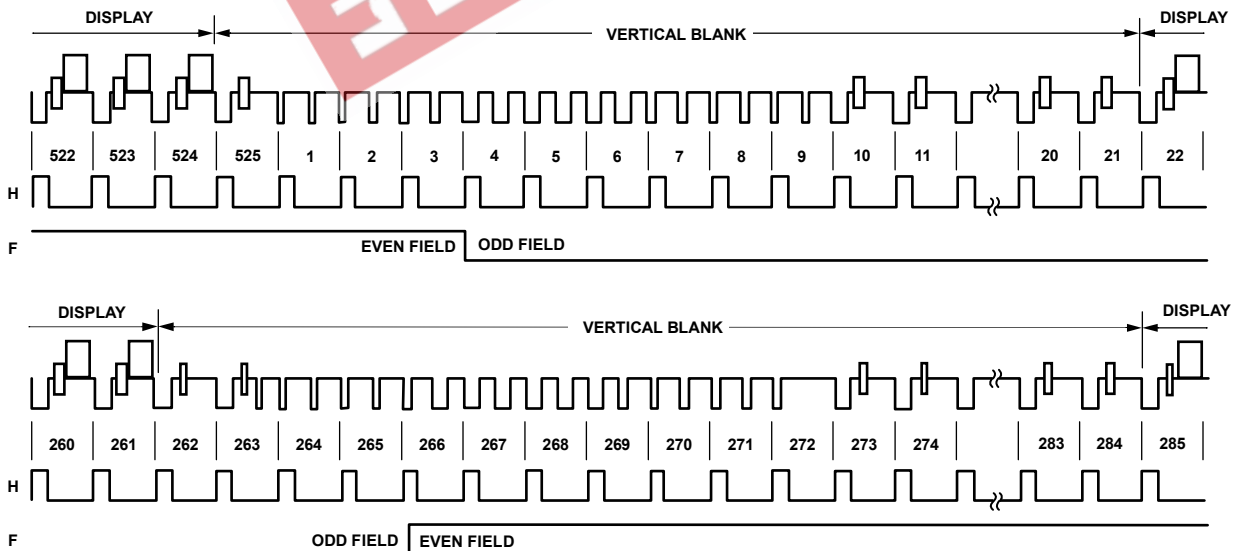 DISPLAY VERTICAL BLANK DISPLAY
522 523 524 525 1 2 3 4 5 6 7 8 9 10 11 20 21 22
H
F EVEN FIELD ODD FIELD
DISPLAY VERTICAL BLANK DISPLAY
260 261 262 263 264 265 266 267 268 269 270 271 272 273 274 283 284 285
H
F ODD FIELD EVEN FIELD